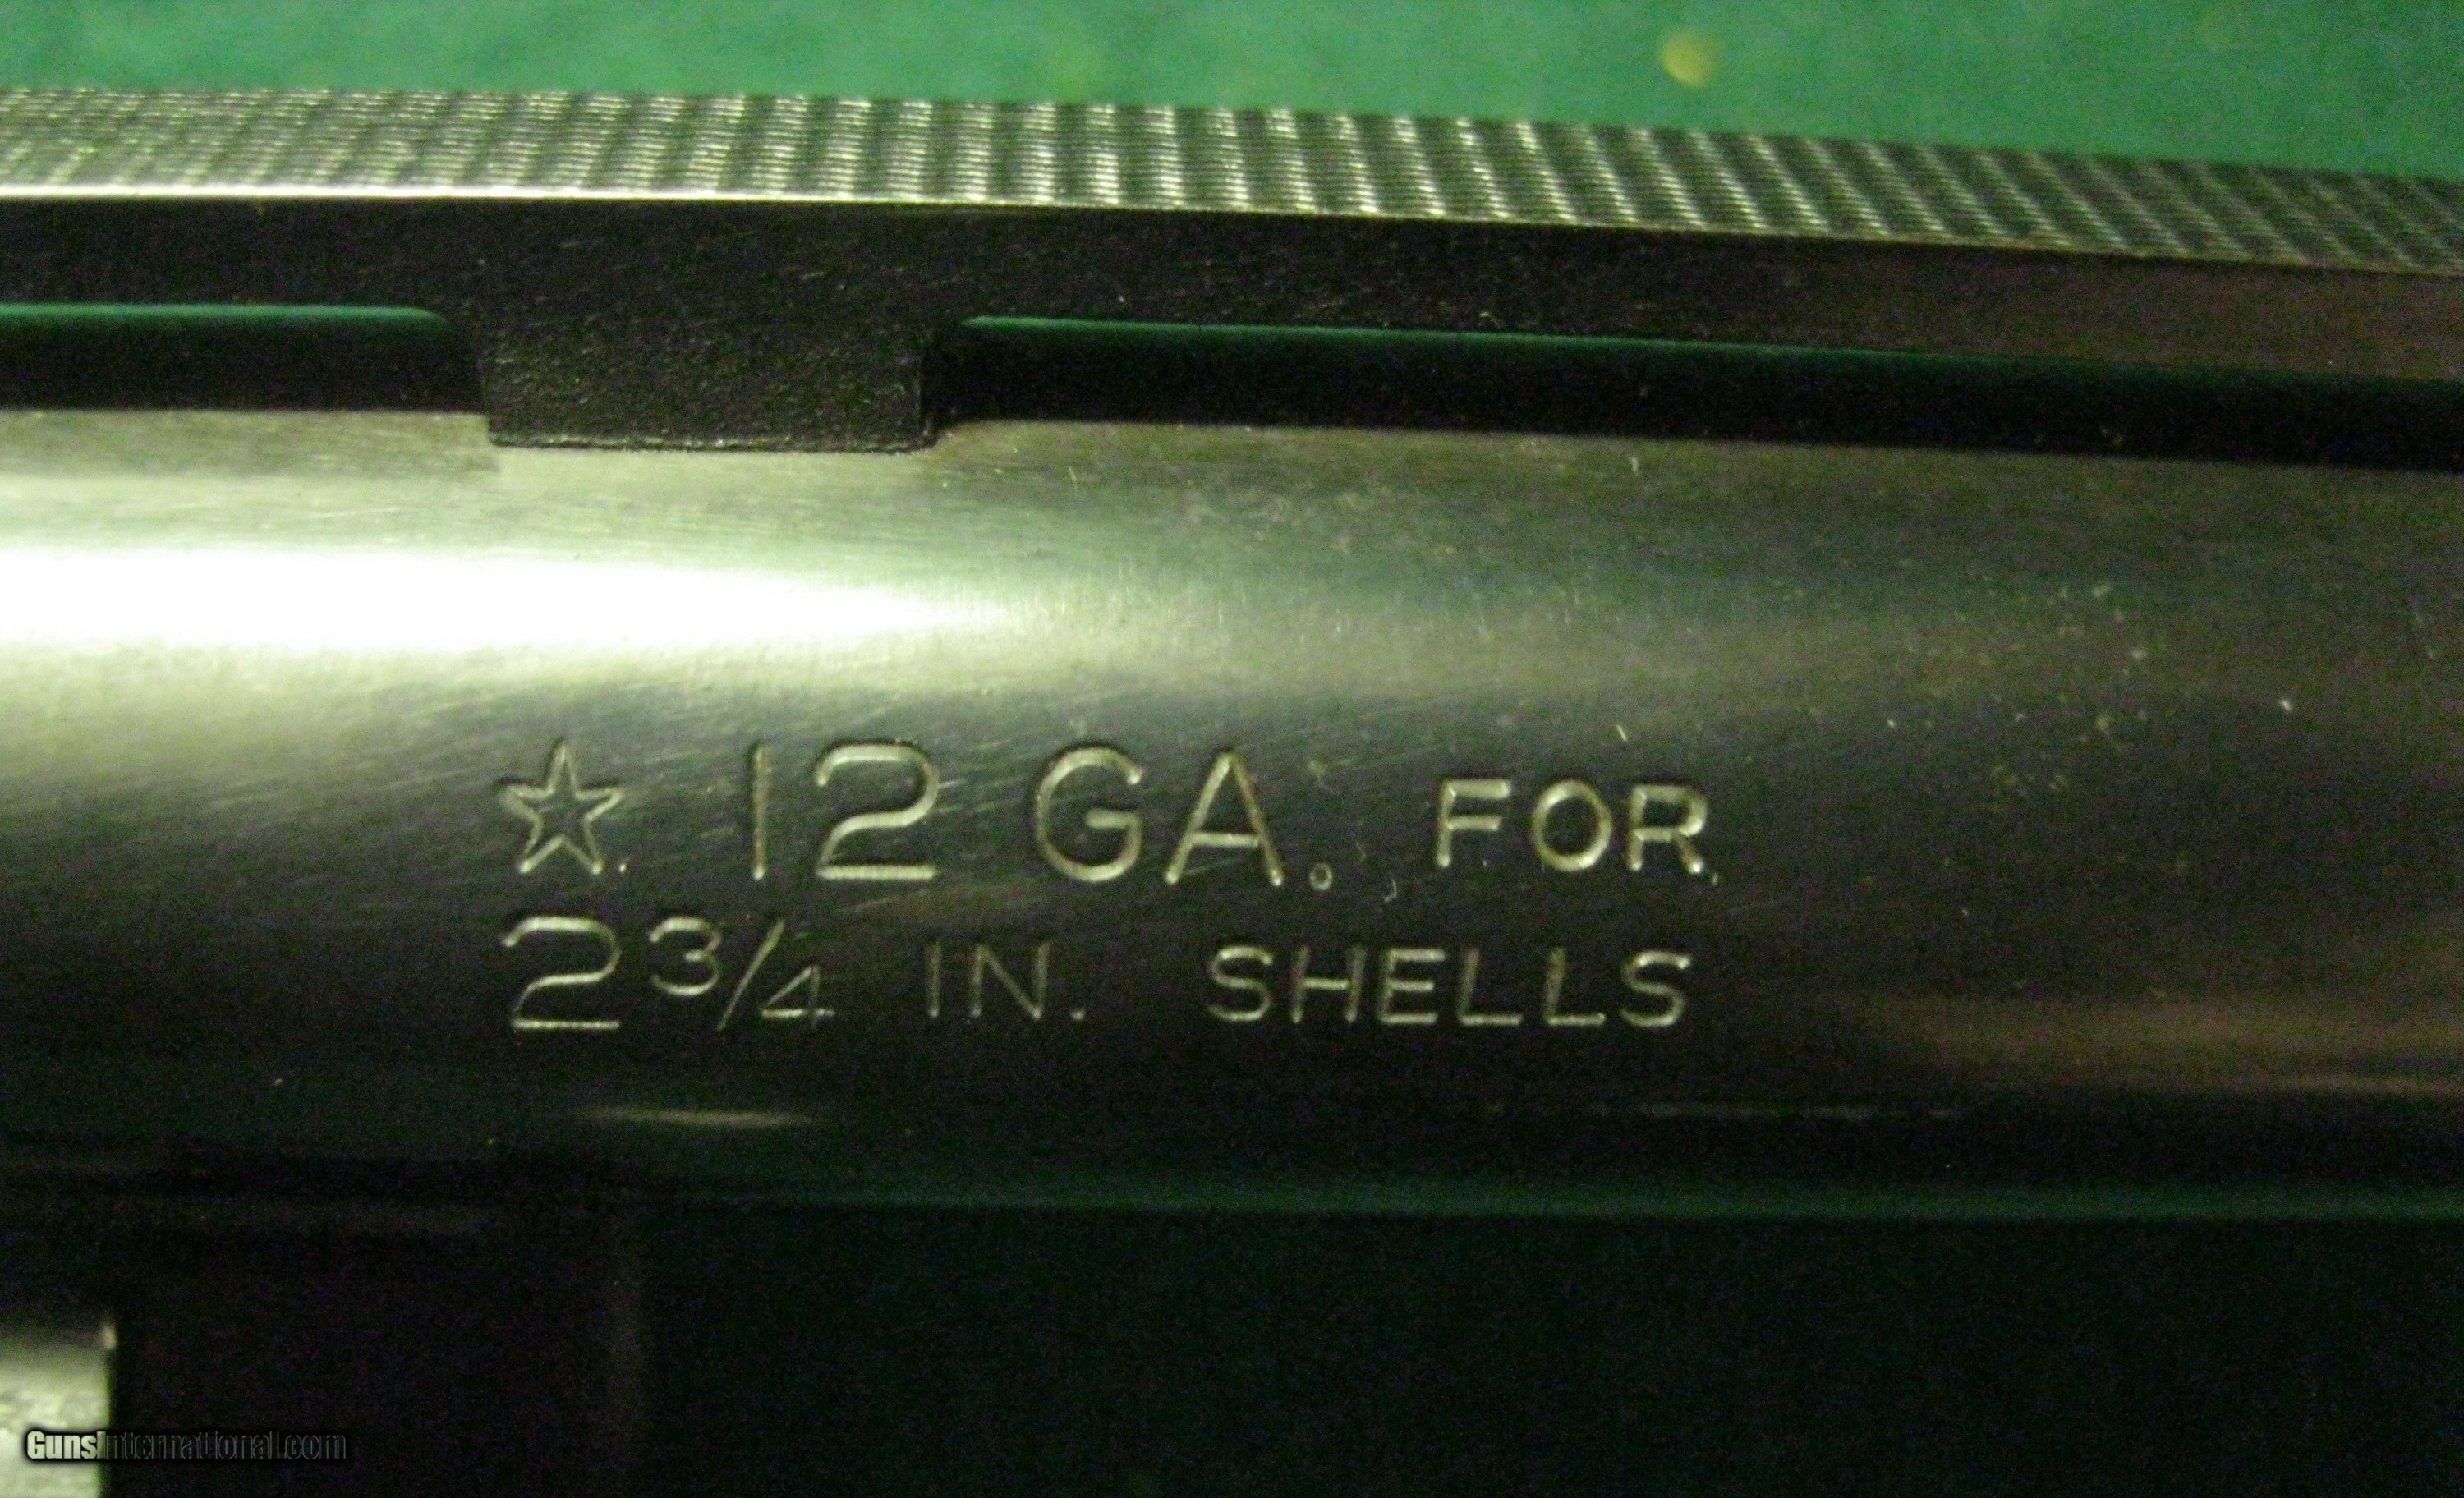 ☆ 12 GA. FOR
2 3/4 IN. SHELLS
GunsInternational.com